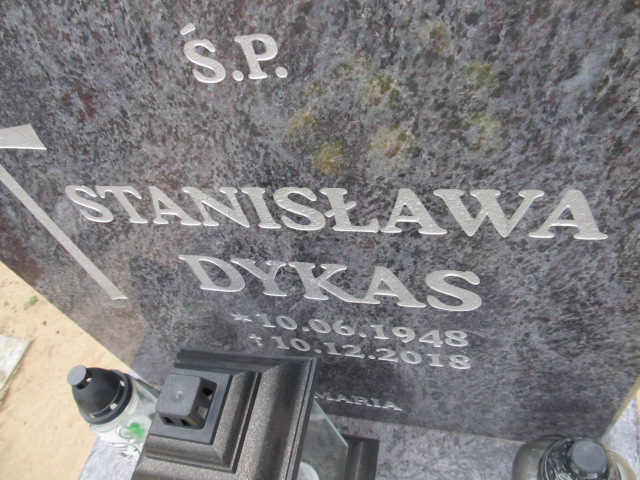 Ś.P.
STANISŁAWA
DYKAS
*10.06.1948
†10.12.2018
MARIA